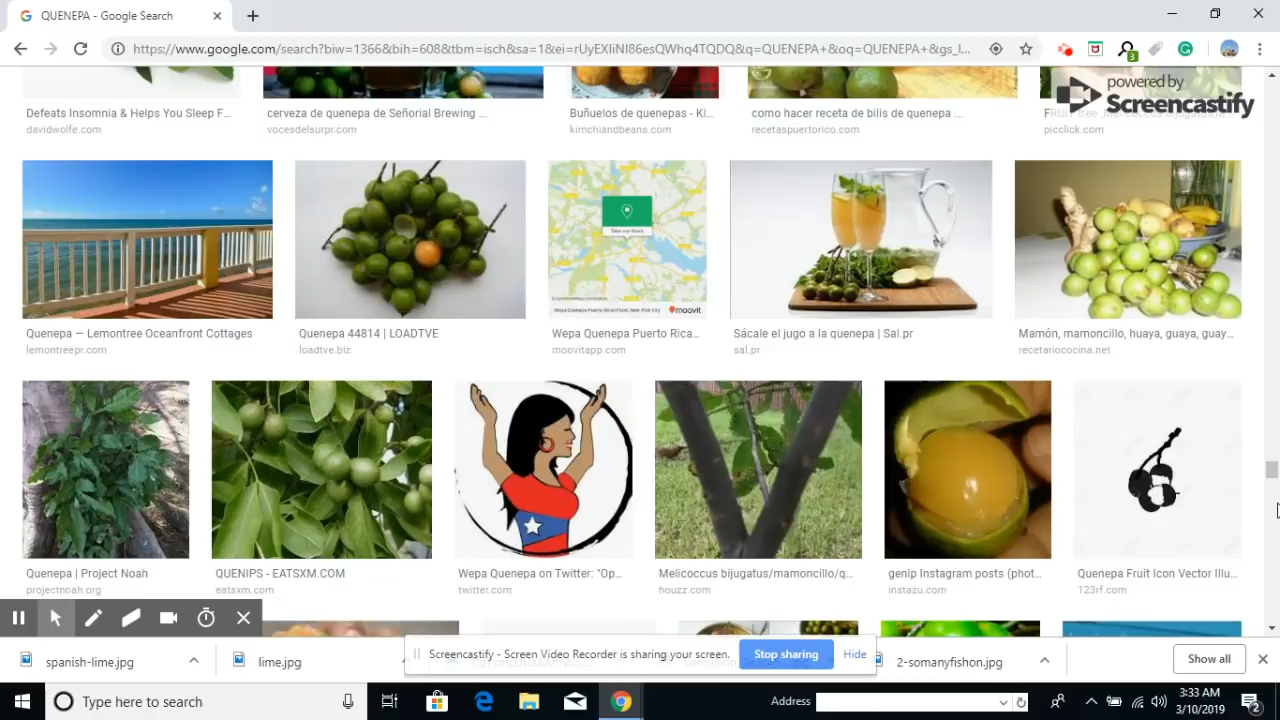 QUENEPA - Google Search
https://www.google.com/search?biw=1366&bih=608&tbm=isch&sa=1&ei=rUyEXIiNI86esQWhq4TQDQ&q=QUENEPA+&oq=QUENEPA+&gs_l...
3
powered by
Screencastify
Defeats Insomnia & Helps You Sleep F...
davidwolfe.com
cerveza de quenepa de Señorial Brewing ...
vocesdelsurpr.com
Buñuelos de quenepas - Ki...
kimchiandbeans.com
como hacer receta de bilis de quenepa ...
recetaspuertorico.com
picclick.com
Take me there
moovit
Quenepa — Lemontree Oceanfront Cottages
lemontreepr.com
Quenepa 44814 | LOADTVE
loadtve.biz
Wepa Quenepa Puerto Rica...
moovitapp.com
Sácale el jugo a la quenepa | Sal.pr
sal.pr
Mamón, mamoncillo, huaya, guaya, guay...
recetariococina.net
Quenepa | Project Noah
projectnoah.org
QUENIPS - EATSXM.COM
eatsxm.com
Wepa Quenepa on Twitter: "Op...
twitter.com
Melicoccus bijugatus/mamoncillo/q...
houzz.com
genip Instagram posts (phot...
instazu.com
Quenepa Fruit Icon Vector Illu...
123rf.com
Screencastify - Screen Video Recorder is sharing your screen.
Stop sharing
Hide
spanish-lime.jpg
lime.jpg
2-somanyfishon.jpg
Show all
Type here to search
Address
3:33 AM
3/10/2019
2